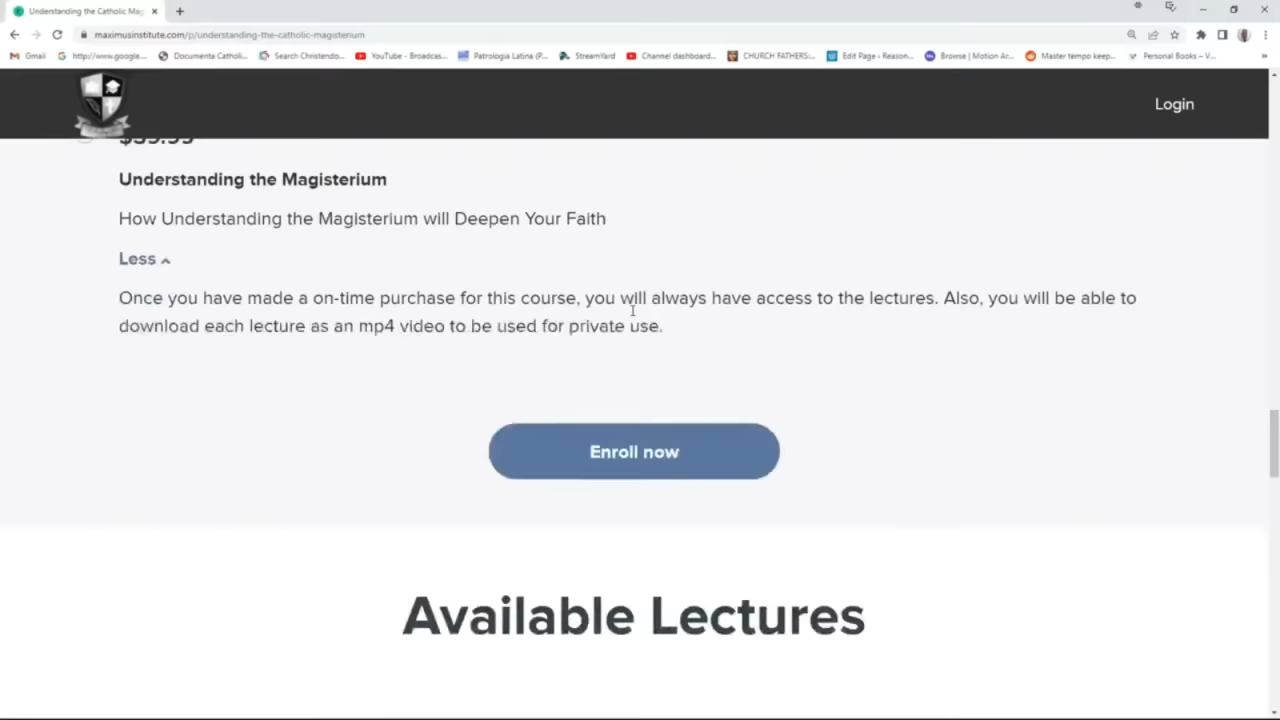 Understanding the Catholic Mag
maximusinstitute.com/p/understanding-the-catholic-magisterium
Gmail
http://www.google...
Documenta Catholi...
Search Christendo...
YouTube - Broadcas...
Patrologia Latina (P...
StreamYard
Channel dashboard...
CHURCH FATHERS:...
Edit Page ‹ Reason...
Browse | Motion Ar...
Master tempo keep...
Personal Books – V...
Login
Understanding the Magisterium
How Understanding the Magisterium will Deepen Your Faith
Less
Once you have made a on-time purchase for this course, you will always have access to the lectures. Also, you will be able to
download each lecture as an mp4 video to be used for private use.
Enroll now
Available Lectures